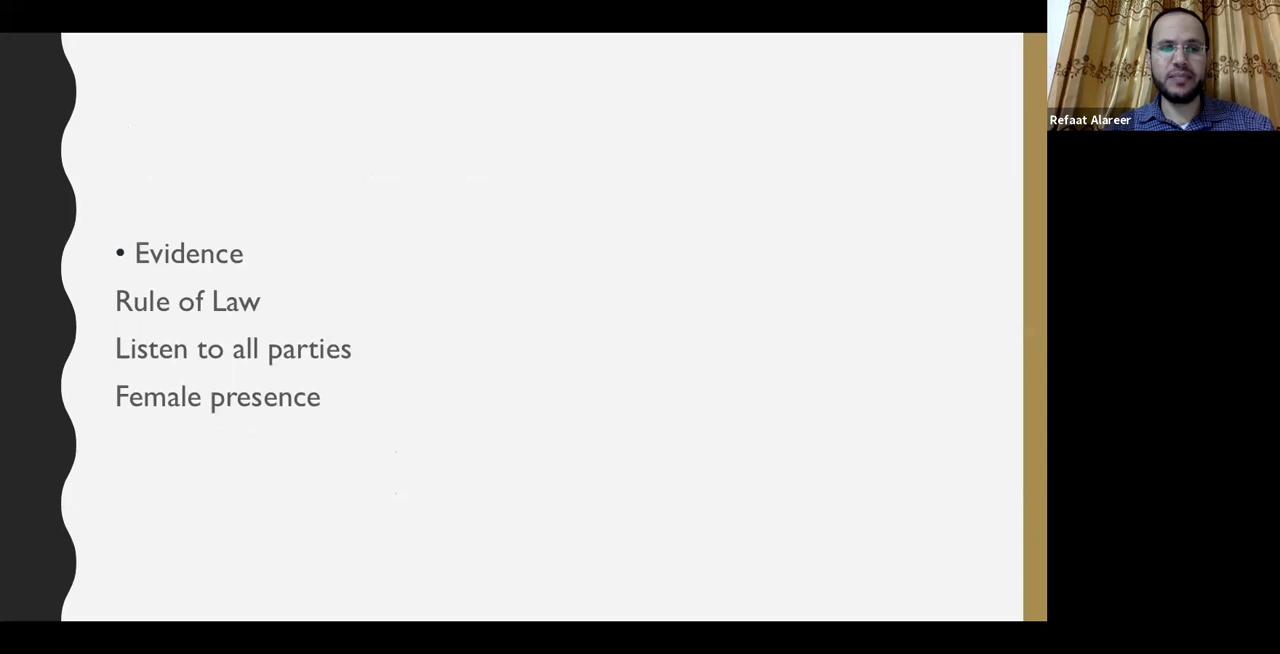 • Evidence
Rule of Law
Listen to all parties
Female presence
Refaat Alareer